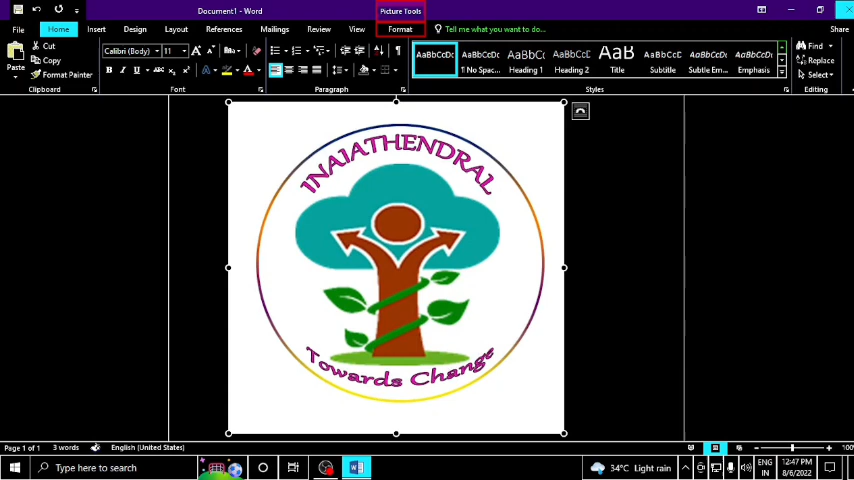 Document1 - Word
Picture Tools
File
Home
Insert
Design
Layout
References
Mailings
Review
View
Format
Tell me what you want to do...
Share
Paste
Cut
Copy
Format Painter
Clipboard
Calibri (Body)
11
Font
Paragraph
AaBbCcDc
AaBbCcDc
¶ No Spac...
AaBbCc
Heading 1
AaBbCcD
Heading 2
AaB
Title
AaBbCcD
Subtitle
AaBbCcDc
Subtle Em...
AaBbCcDc
Emphasis
Styles
Find
Replace
Select
Editing
INAIATHENDRAL
Towards Change
Page 1 of 1
3 words
English (United States)
Type here to search
34°C Light rain
ENG
IN
12:47 PM
8/6/2022